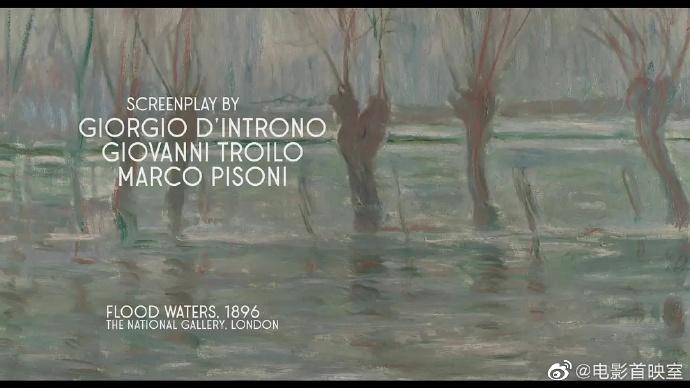 SCREENPLAY BY
GIORGIO D'INTRONO
GIOVANNI TROILO
MARCO PISONI
FLOOD WATERS, 1896
THE NATIONAL GALLERY, LONDON
@电影首映室